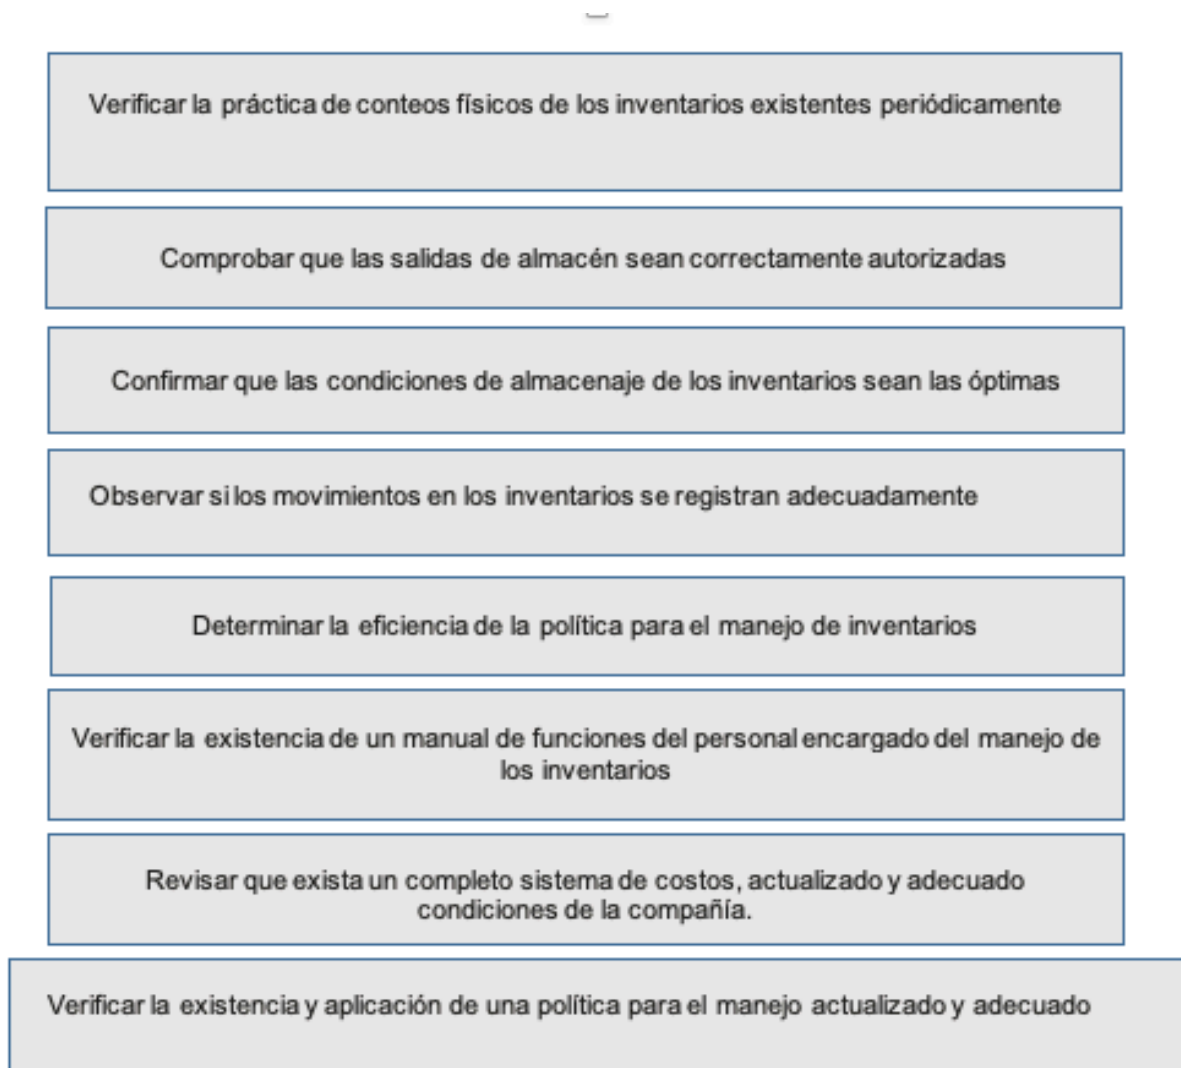 Verificar la práctica de conteos físicos de los inventarios existentes periódicamente
Comprobar que las salidas de almacén sean correctamente autorizadas
Confirmar que las condiciones de almacenaje de los inventarios sean las óptimas
Observar si los movimientos en los inventarios se registran adecuadamente
Determinar la eficiencia de la política para el manejo de inventarios
Verificar la existencia de un manual de funciones del personal encargado del manejo de
los inventarios
Revisar que exista un completo sistema de costos, actualizado y adecuado
condiciones de la compañía.
Verificar la existencia y aplicación de una política para el manejo actualizado y adecuado